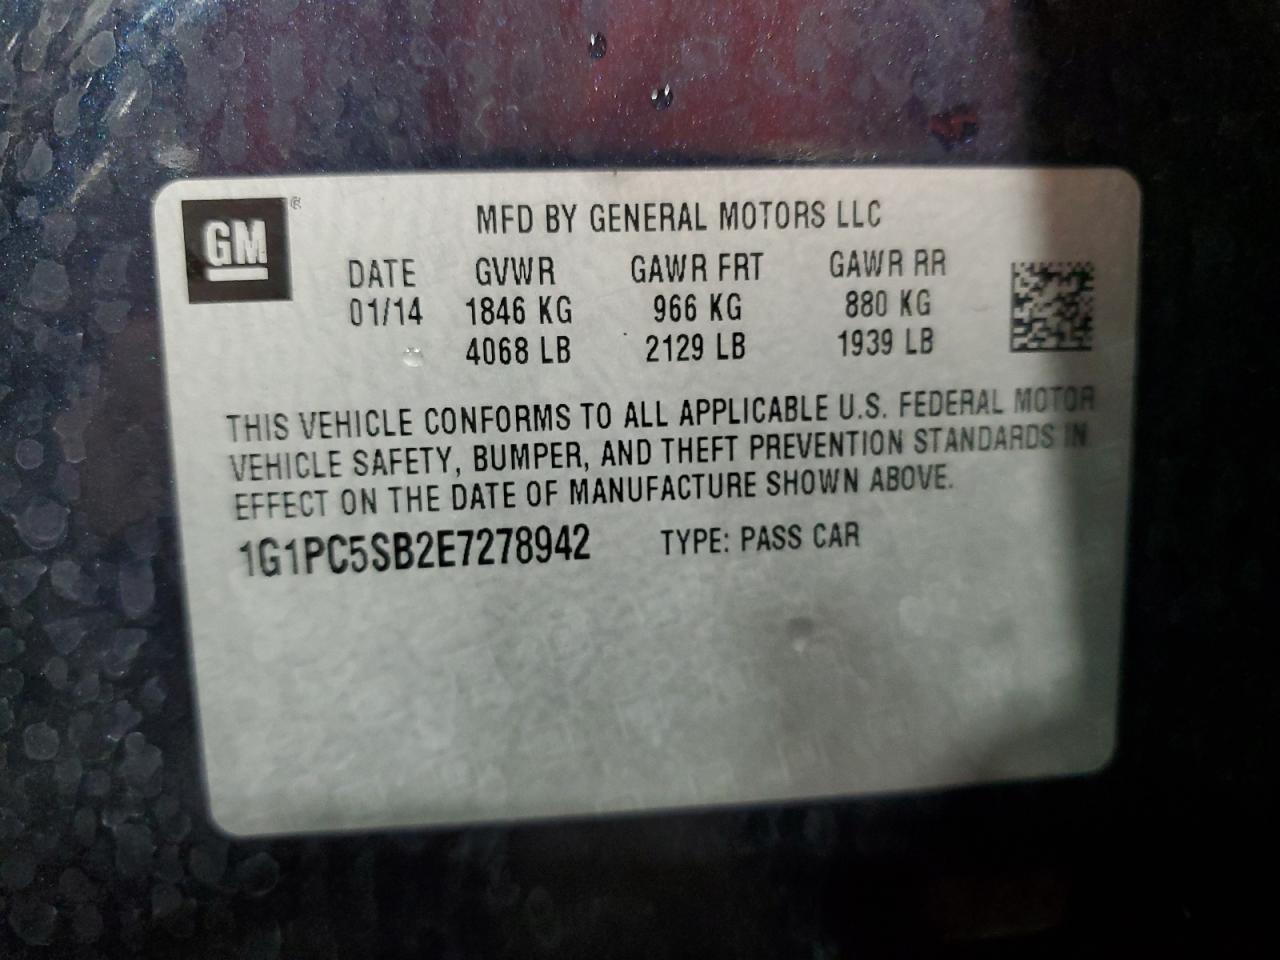 GM ®
MFD BY GENERAL MOTORS LLC
DATE GVWR GAWR FRT GAWR RR
01/14 1846 KG 966 KG 880 KG
4068 LB 2129 LB 1939 LB
THIS VEHICLE CONFORMS TO ALL APPLICABLE U.S. FEDERAL MOTOR
VEHICLE SAFETY, BUMPER, AND THEFT PREVENTION STANDARDS IN
EFFECT ON THE DATE OF MANUFACTURE SHOWN ABOVE.
1G1PC5SB2E7278942 TYPE: PASS CAR